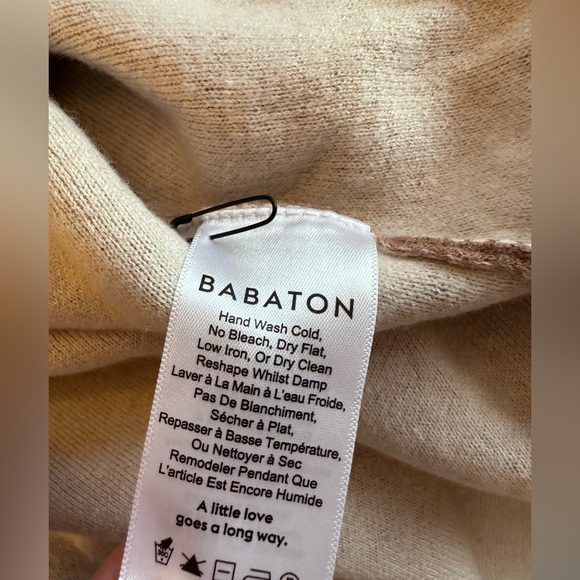 BABATON
Hand Wash Cold,
No Bleach, Dry Flat,
Low Iron, Or Dry Clean
Reshape Whilst Damp
Laver à La Main à L'eau Froide,
Pas De Blanchiment,
Sécher à Plat,
Repasser à Basse Température,
Ou Nettoyer à Sec
Remodeler Pendant Que
L'article Est Encore Humide
A little love
goes a long way.